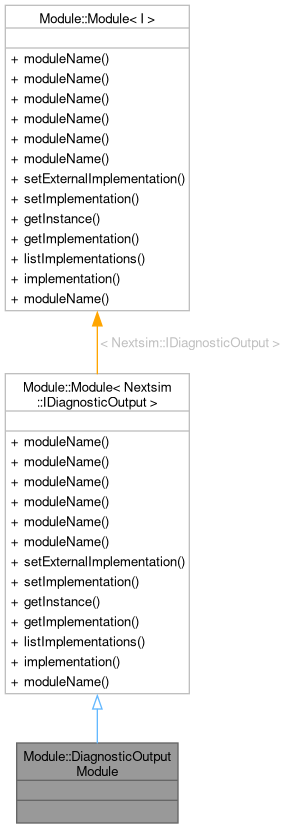 Module::Module< I >
+ moduleName()
+ moduleName()
+ moduleName()
+ moduleName()
+ moduleName()
+ moduleName()
+ setExternalImplementation()
+ setImplementation()
+ getInstance()
+ getImplementation()
+ listImplementations()
+ implementation()
+ moduleName()
< Nextsim::IDiagnosticOutput >
Module::Module< Nextsim
::IDiagnosticOutput >
+ moduleName()
+ moduleName()
+ moduleName()
+ moduleName()
+ moduleName()
+ moduleName()
+ setExternalImplementation()
+ setImplementation()
+ getInstance()
+ getImplementation()
+ listImplementations()
+ implementation()
+ moduleName()
Module::DiagnosticOutput
Module